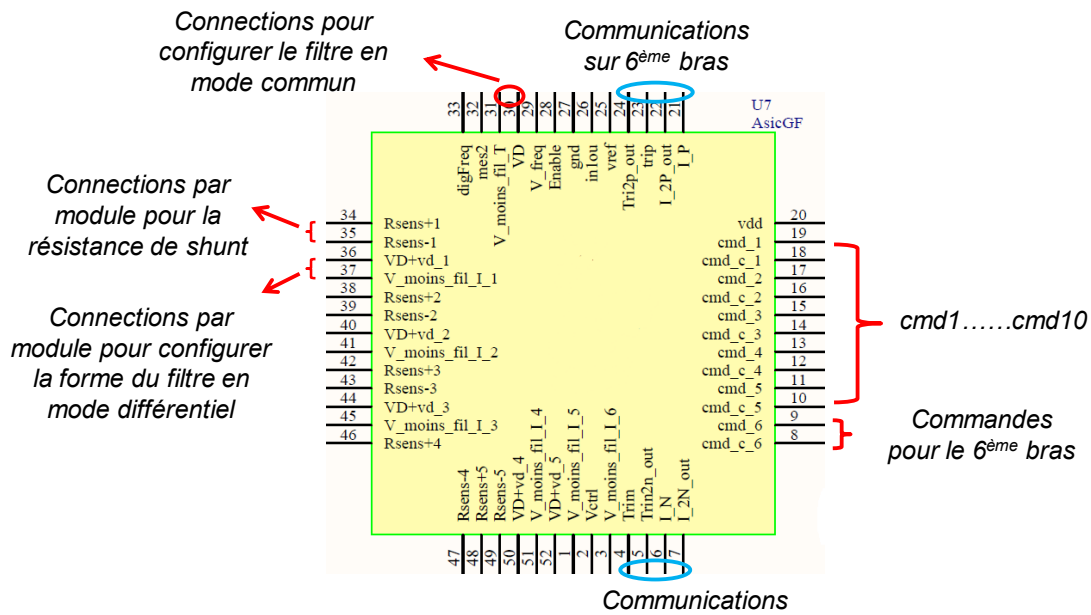 Connections pour
configurer le filtre en
mode commun
Communications
sur 6ème bras
U7
AsicGF
33
32
31
30
29
28
27
26
25
24
23
22
21
digFreq
mes2
V_moins_fil_T
VD
V_freq
Enable
gnd
in1ou
vref
Tri2p_out
trip
I_2P_out
I_P
Connections par
module pour la
résistance de shunt
Connections par
module pour configurer
la forme du filtre en
mode différentiel
34 Rsens+1
35 Rsens-1
36 VD+vd_1
37 V_moins_fil_I_1
38 Rsens+2
39 Rsens-2
40 VD+vd_2
41 V_moins_fil_I_2
42 Rsens+3
43 Rsens-3
44 VD+vd_3
45 V_moins_fil_I_3
46 Rsens+4
vdd 20
cmd_1 19
cmd_c_1 18
cmd_2 17
cmd_c_2 16
cmd_3 15
cmd_c_3 14
cmd_4 13
cmd_c_4 12
cmd_5 11
cmd_c_5 10
cmd_6 9
cmd_c_6 8
cmd1......cmd10
Commandes
pour le 6ème bras
Rsens-4
Rsens+5
Rsens-5
VD+vd_4
V_moins_fil_I_4
VD+vd_5
V_moins_fil_I_5
Vctrl
V_moins_fil_I_6
Trim
Trin2n_out
I_N
I_2N_out
47
48
49
50
51
52
1
2
3
4
5
6
7
Communications